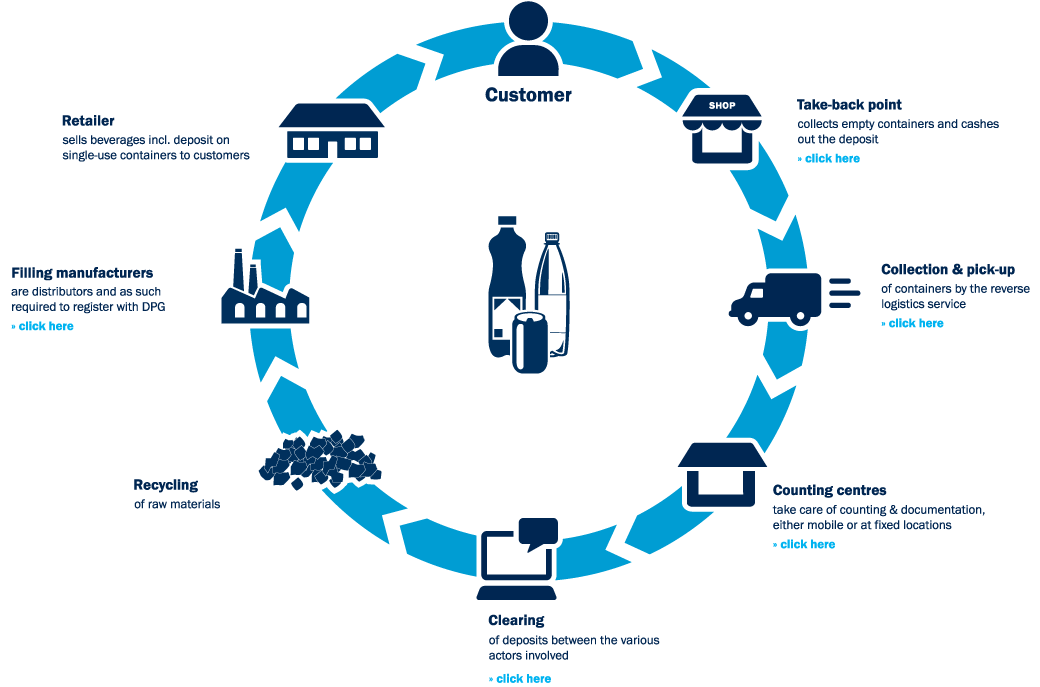 Customer
SHOP
Take-back point
collects empty containers and cashes
out the deposit
» click here
Collection & pick-up
of containers by the reverse
logistics service
» click here
Counting centres
take care of counting & documentation,
either mobile or at fixed locations
» click here
Clearing
of deposits between the various
actors involved
» click here
Recycling
of raw materials
Filling manufacturers
are distributors and as such
required to register with DPG
» click here
Retailer
sells beverages incl. deposit on
single-use containers to customers